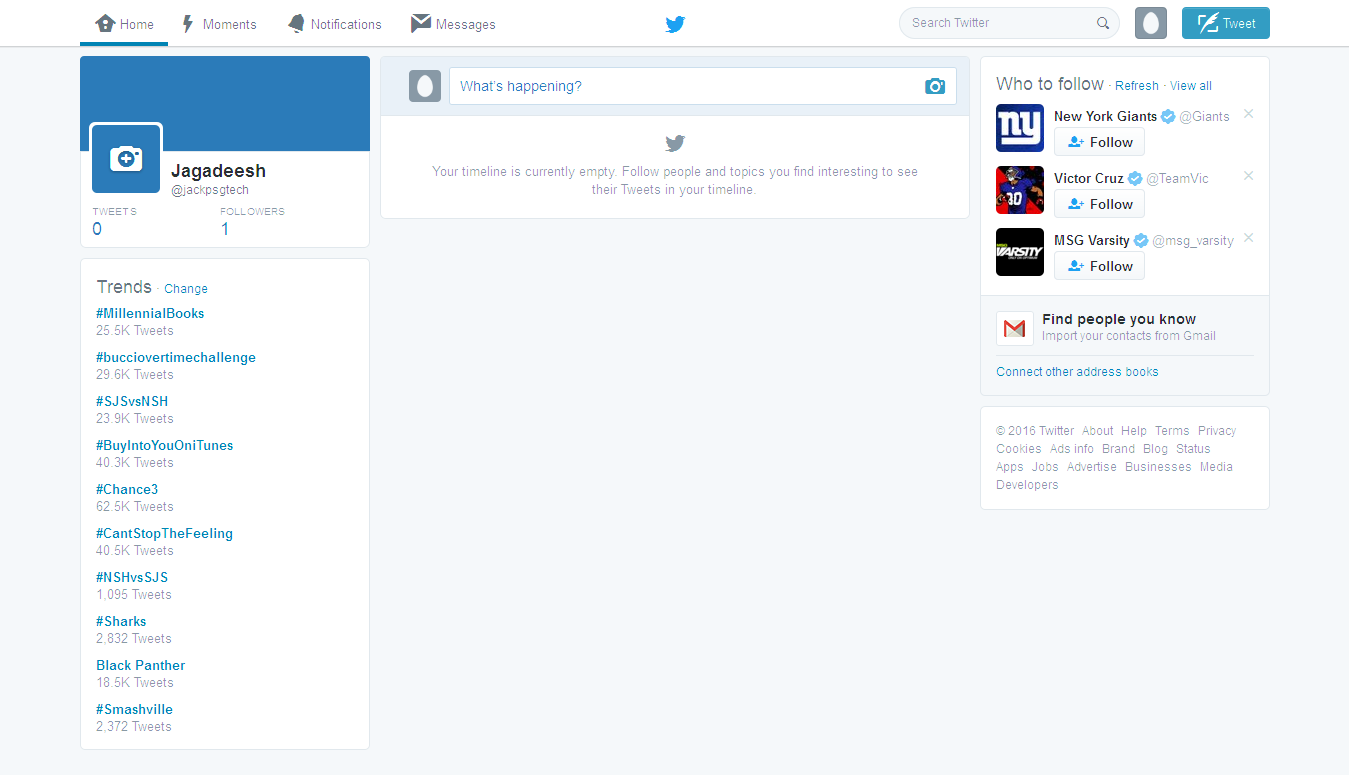 Home Moments Notifications Messages Search Twitter Tweet
Jagadeesh
@jackpsgtech
TWEETS FOLLOWERS
0 1
Trends · Change
#MillennialBooks
25.5K Tweets
#bucciovertimechallenge
29.6K Tweets
#SJSvsNSH
23.9K Tweets
#BuyIntoYouOniTunes
40.3K Tweets
#Chance3
62.5K Tweets
#CantStopTheFeeling
40.5K Tweets
#NSHvsSJS
1,095 Tweets
#Sharks
2,832 Tweets
Black Panther
18.5K Tweets
#Smashville
2,372 Tweets
What's happening?
Your timeline is currently empty. Follow people and topics you find interesting to see
their Tweets in your timeline.
Who to follow · Refresh · View all
ny
New York Giants @Giants
Follow
80
Victor Cruz @TeamVic
Follow
VARSITY
MSG Varsity @msg_varsity
Follow
Find people you know
Import your contacts from Gmail
Connect other address books
© 2016 Twitter About Help Terms Privacy
Cookies Ads info Brand Blog Status
Apps Jobs Advertise Businesses Media
Developers